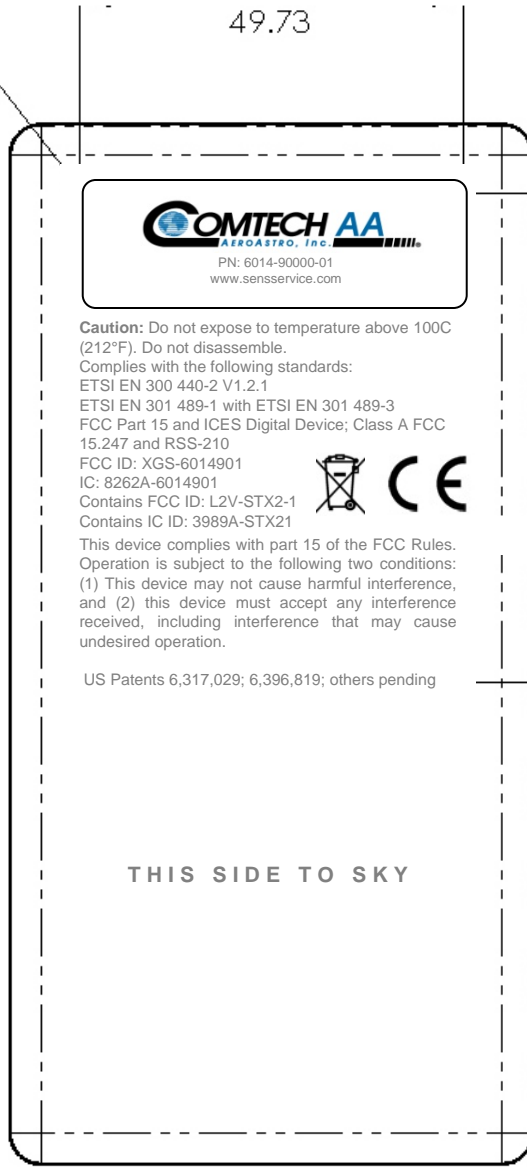 49.73
COMTECH AA
AEROASTRO, Inc. ®
PN: 6014-90000-01
www.sensservice.com
Caution: Do not expose to temperature above 100C
(212°F). Do not disassemble.
Complies with the following standards:
ETSI EN 300 440-2 V1.2.1
ETSI EN 301 489-1 with ETSI EN 301 489-3
FCC Part 15 and ICES Digital Device; Class A FCC
15.247 and RSS-210
FCC ID: XGS-6014901
IC: 8262A-6014901
Contains FCC ID: L2V-STX2-1
Contains IC ID: 3989A-STX21
CE
This device complies with part 15 of the FCC Rules.
Operation is subject to the following two conditions:
(1) This device may not cause harmful interference,
and (2) this device must accept any interference
received, including interference that may cause
undesired operation.
US Patents 6,317,029; 6,396,819; others pending
THIS SIDE TO SKY